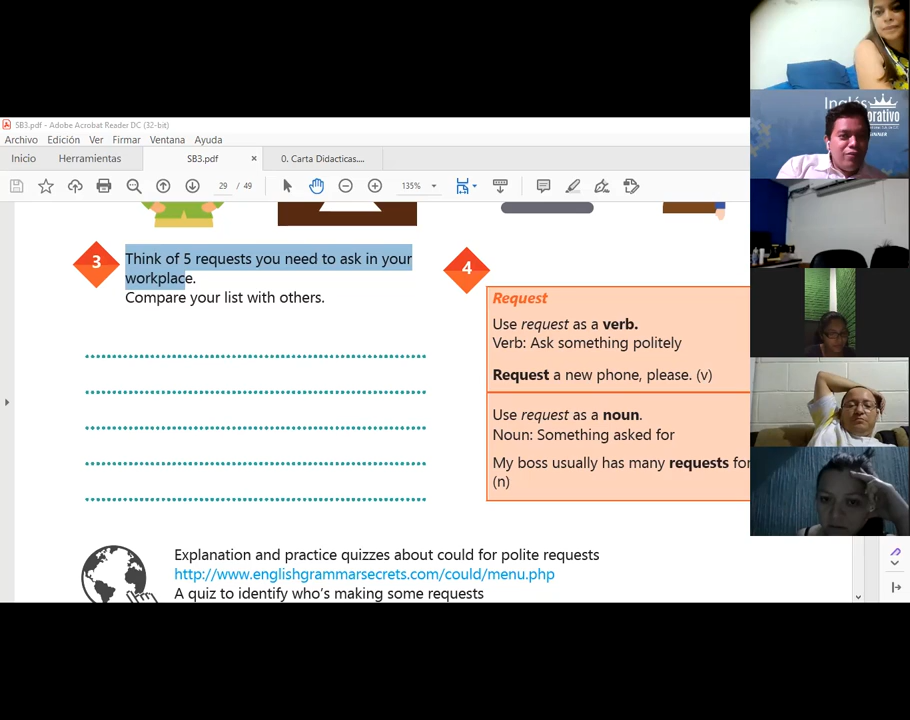 SB3.pdf - Adobe Acrobat Reader DC (32-bit)
Archivo Edición Ver Firmar Ventana Ayuda
Inicio Herramientas SB3.pdf × 0. Carta Didacticas.... ×
29 / 49 135%
3
Think of 5 requests you need to ask in your
workplace.
Compare your list with others.
4
Request
Use request as a verb.
Verb: Ask something politely
Request a new phone, please. (v)
Use request as a noun.
Noun: Something asked for
My boss usually has many requests for
(n)
Explanation and practice quizzes about could for polite requests
http://www.englishgrammarsecrets.com/could/menu.php
A quiz to identify who's making some requests
Inglés